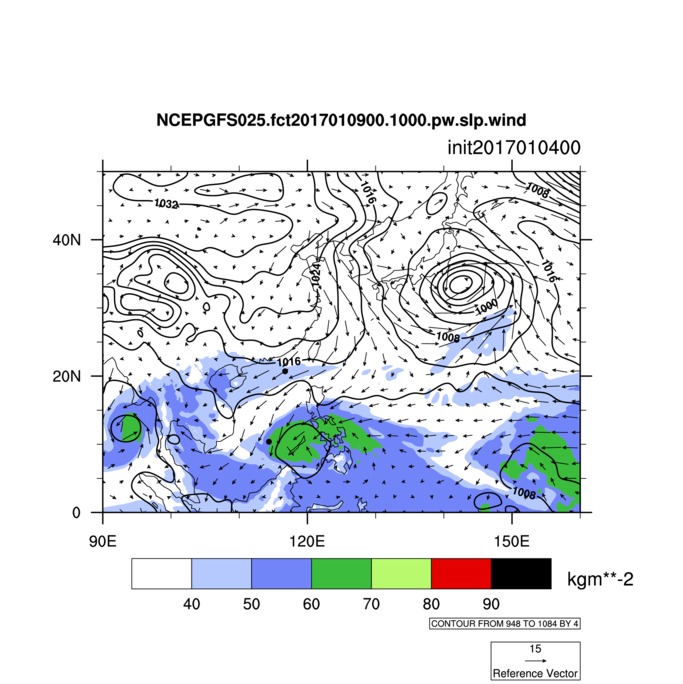 NCEPGFS025.fct2017010900.1000.pw.slp.wind
init2017010400
1032
1016
1008
1016
1024
1000
1008
1016
1008
0
40N
20N
0
90E 120E 150E
40 50 60 70 80 90
kgm**-2
CONTOUR FROM 948 TO 1084 BY 4
15
Reference Vector